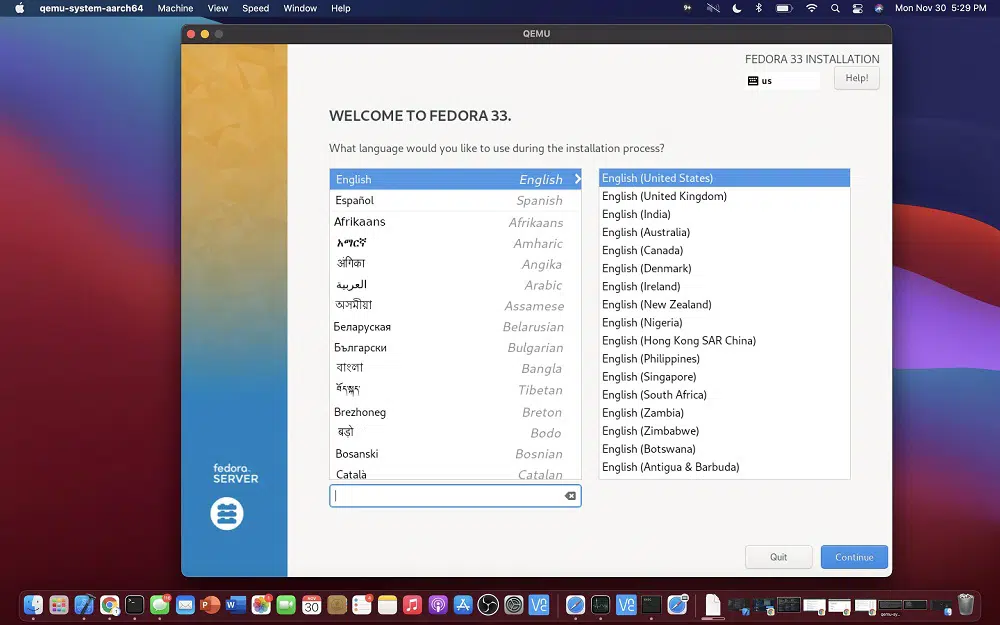 qemu-system-aarch64 Machine View Speed Window Help Mon Nov 30 5:29 PM
QEMU
FEDORA 33 INSTALLATION
us
Help!
WELCOME TO FEDORA 33.
What language would you like to use during the installation process?
English English
Español Spanish
Afrikaans Afrikaans
አማርኛ Amharic
अंगिका Angika
العربية Arabic
অসমীয়া Assamese
Беларуская Belarusian
Български Bulgarian
বাংলা Bangla
བོད་སྐད་ Tibetan
Brezhoneg Breton
बड़ो Bodo
Bosanski Bosnian
Català Catalan
English (United States)
English (United Kingdom)
English (India)
English (Australia)
English (Canada)
English (Denmark)
English (Ireland)
English (New Zealand)
English (Nigeria)
English (Hong Kong SAR China)
English (Philippines)
English (Singapore)
English (South Africa)
English (Zambia)
English (Zimbabwe)
English (Botswana)
English (Antigua & Barbuda)
fedora
SERVER
Quit
Continue
NOV
30